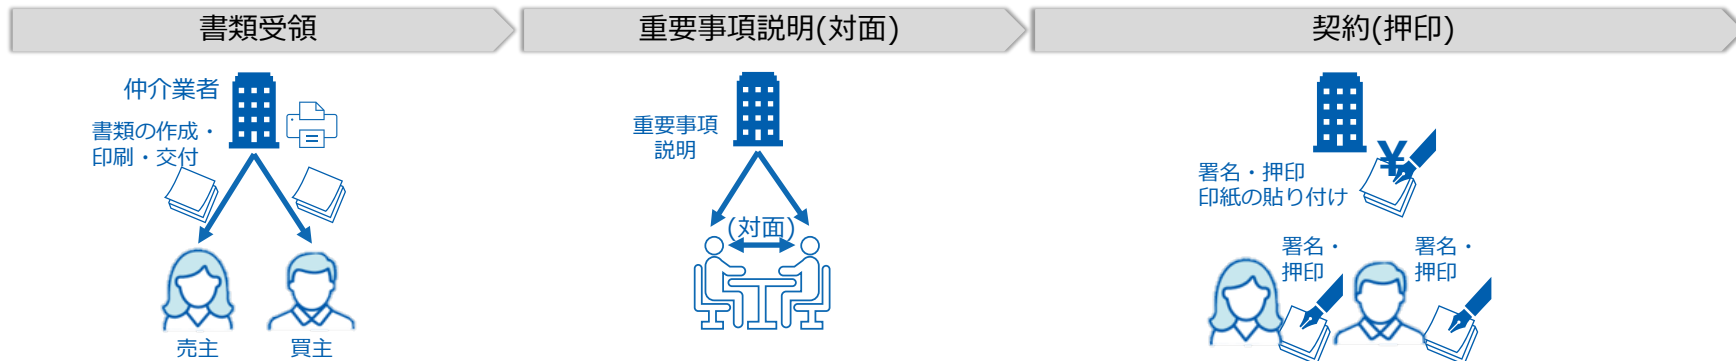 書類受領
重要事項説明(対面)
契約(押印)
仲介業者
書類の作成・
印刷・交付
売主
買主
重要事項
説明
(対面)
¥
署名・押印
印紙の貼り付け
署名・
押印
署名・
押印